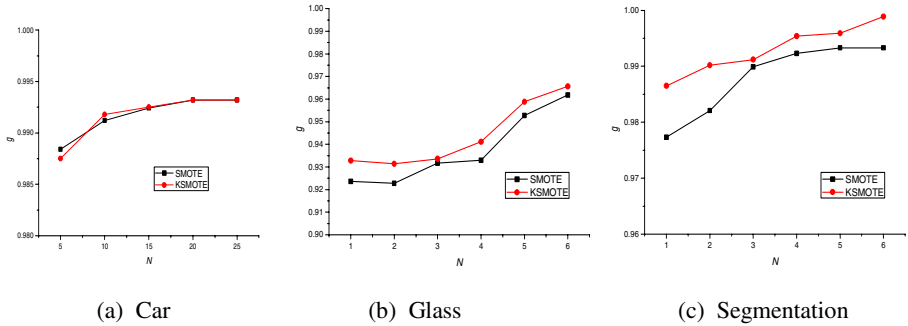 1.000
0.995
0.990
0.985
0.980
g
5 10 15 20 25
N
SMOTE
KSMOTE
(a) Car
1.00
0.99
0.98
0.97
0.96
0.95
0.94
0.93
0.92
0.91
0.90
g
1 2 3 4 5 6
N
SMOTE
KSMOTE
(b) Glass
1.00
0.99
0.98
0.97
0.96
g
1 2 3 4 5 6
N
SMOTE
KSMOTE
(c) Segmentation